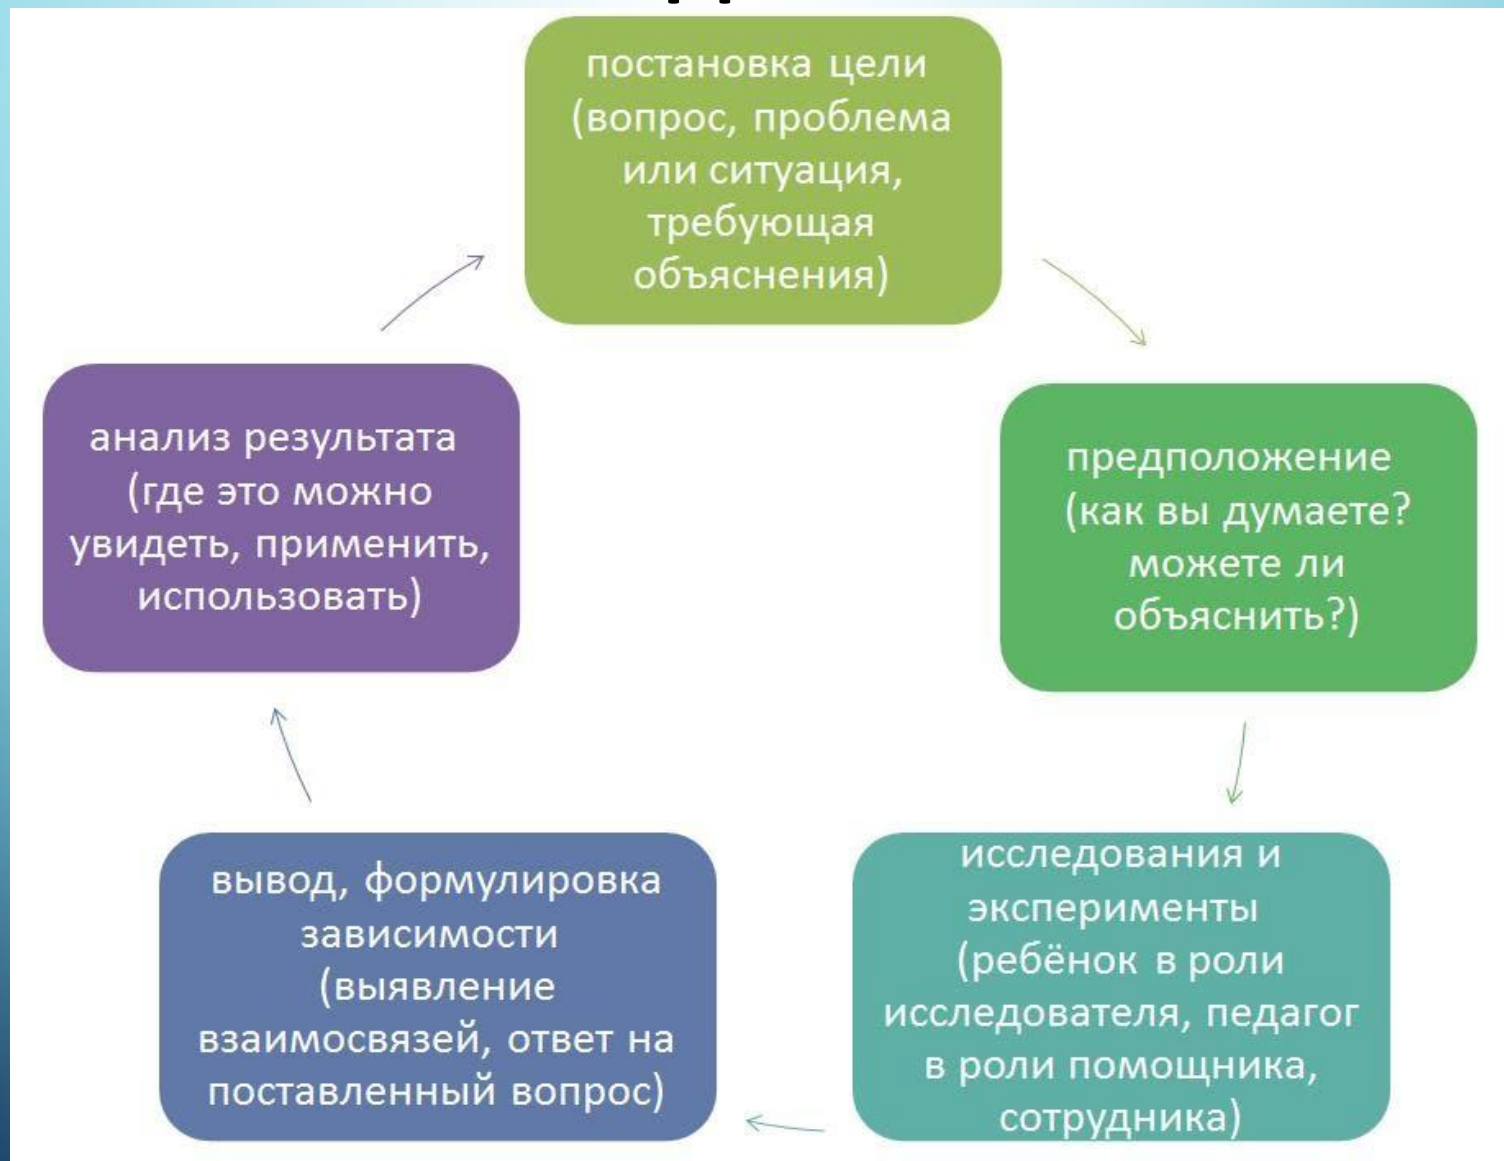 постановка цели
(вопрос, проблема
или ситуация,
требующая
объяснения)
предположение
(как вы думаете?
можете ли
объяснить?)
исследования и
эксперименты
(ребёнок в роли
исследователя, педагог
в роли помощника,
сотрудника)
вывод, формулировка
зависимости
(выявление
взаимосвязей, ответ на
поставленный вопрос)
анализ результата
(где это можно
увидеть, применить,
использовать)